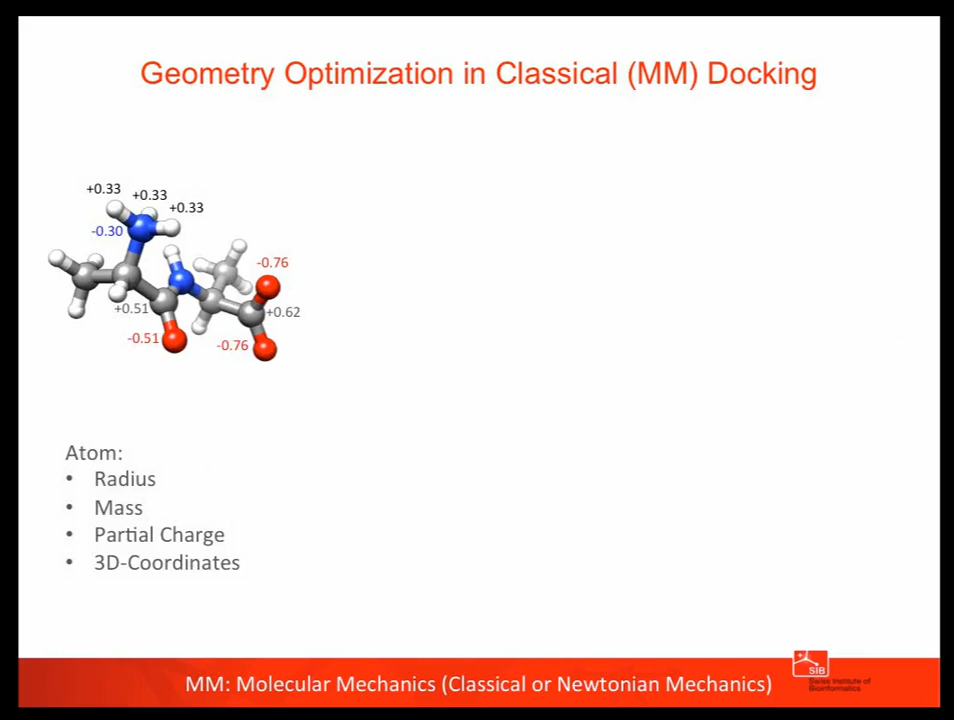 Geometry Optimization in Classical (MM) Docking
+0.33
+0.33
+0.33
-0.30
-0.76
+0.51
+0.62
-0.51
-0.76
Atom:
• Radius
• Mass
• Partial Charge
• 3D-Coordinates
MM: Molecular Mechanics (Classical or Newtonian Mechanics)
SIB
Swiss Institute of
Bioinformatics